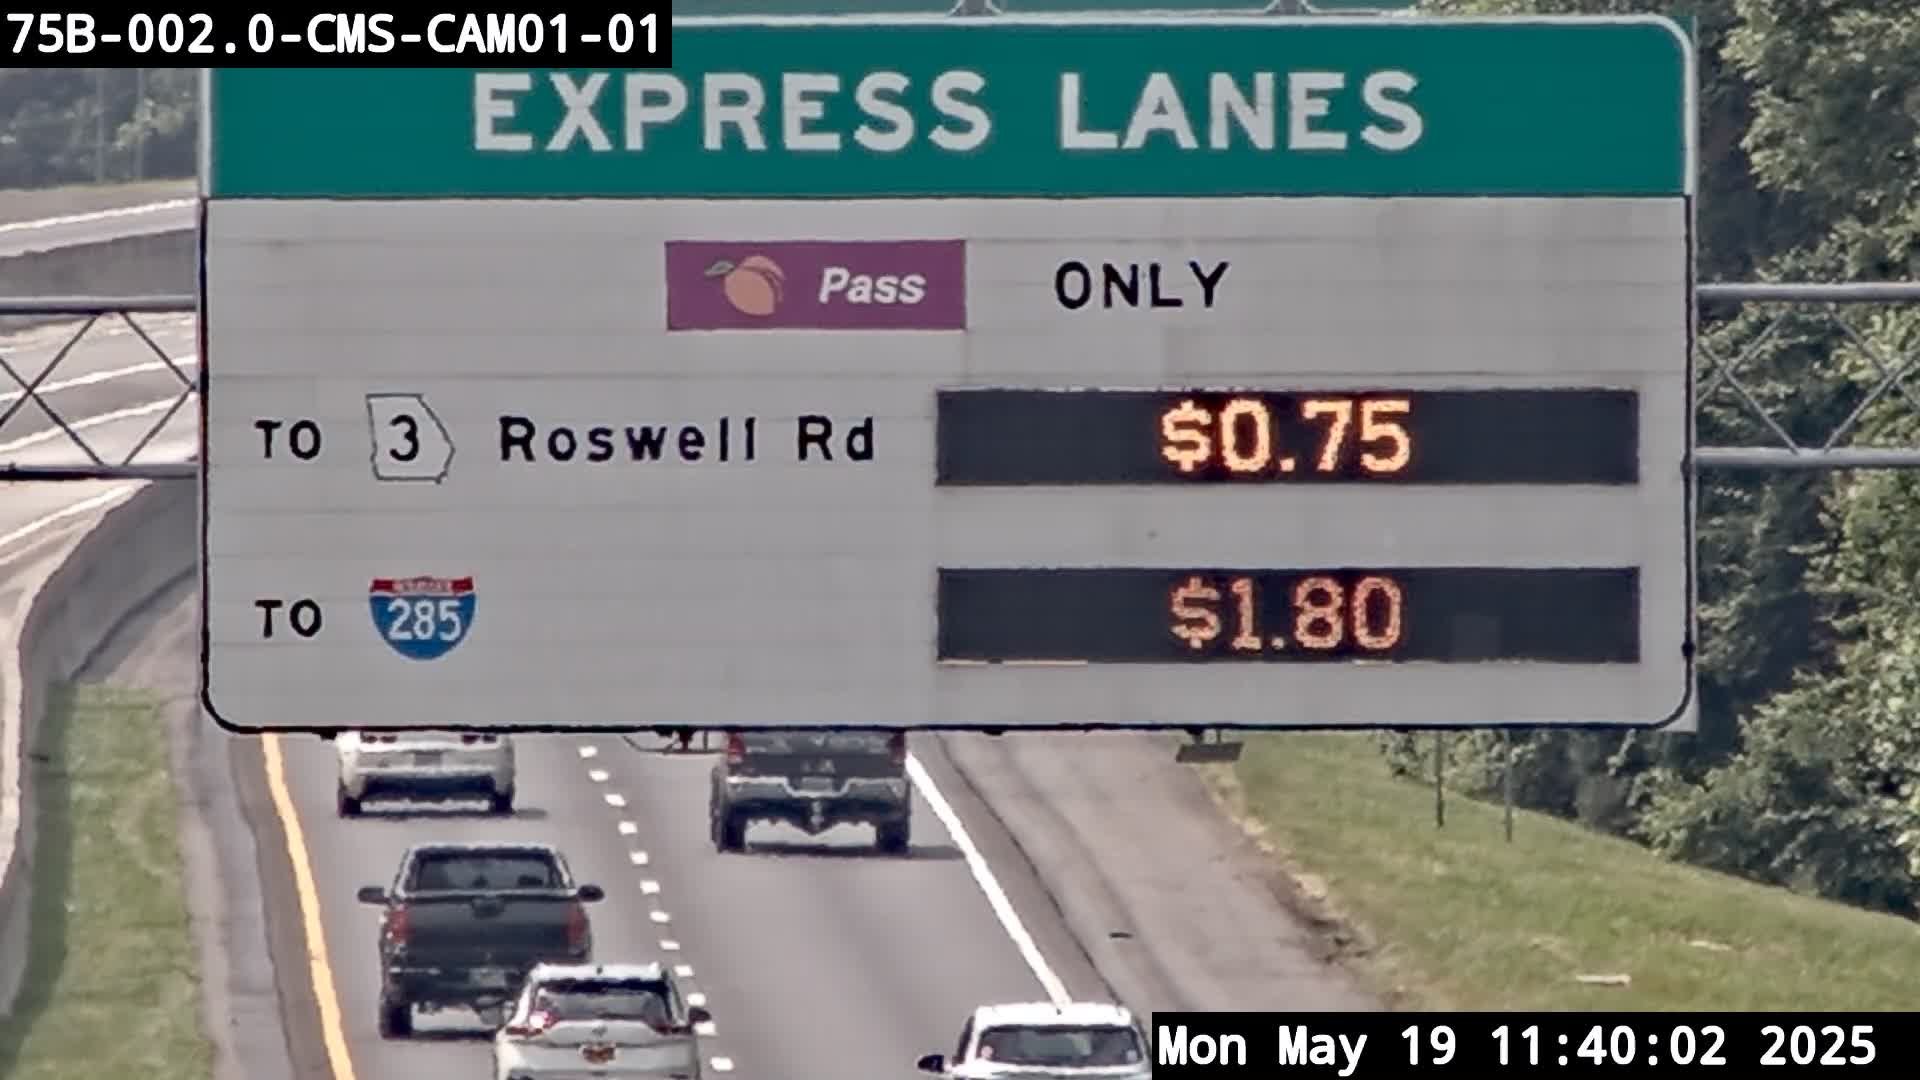 75B-002.0-CMS-CAM01-01
EXPRESS LANES
Pass ONLY
TO 3 Roswell Rd $0.75
TO 285 $1.80
Mon May 19 11:40:02 2025